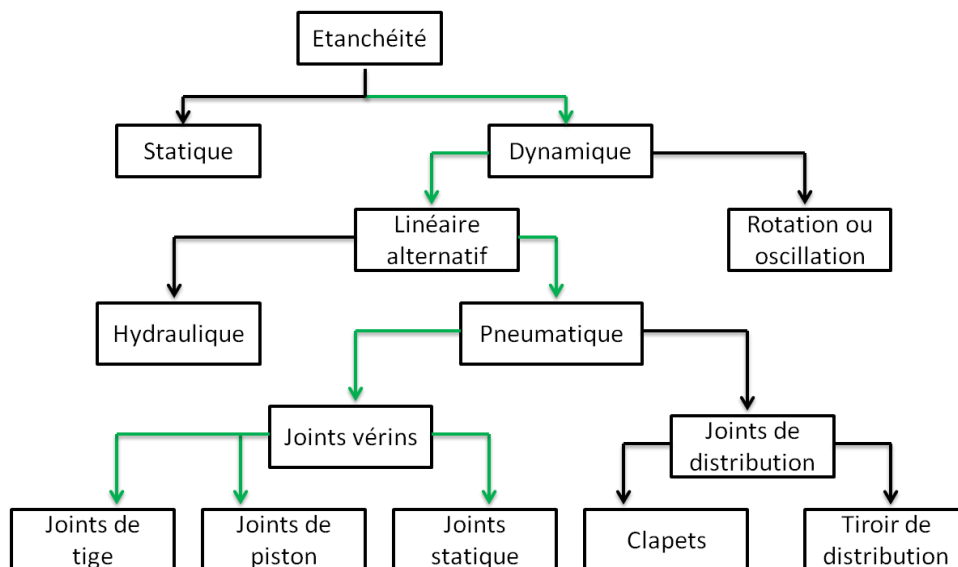 Etanchéité
Statique
Dynamique
Linéaire
alternatif
Rotation ou
oscillation
Hydraulique
Pneumatique
Joints vérins
Joints de
distribution
Joints de
tige
Joints de
piston
Joints
statique
Clapets
Tiroir de
distribution